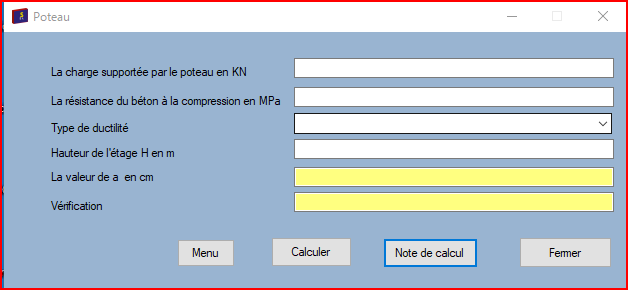 Poteau
La charge supportée par le poteau en KN
La résistance du béton à la compression en MPa
Type de ductilité
Hauteur de l'étage H en m
La valeur de a  en cm
Vérification
Menu
Calculer
Note de calcul
Fermer